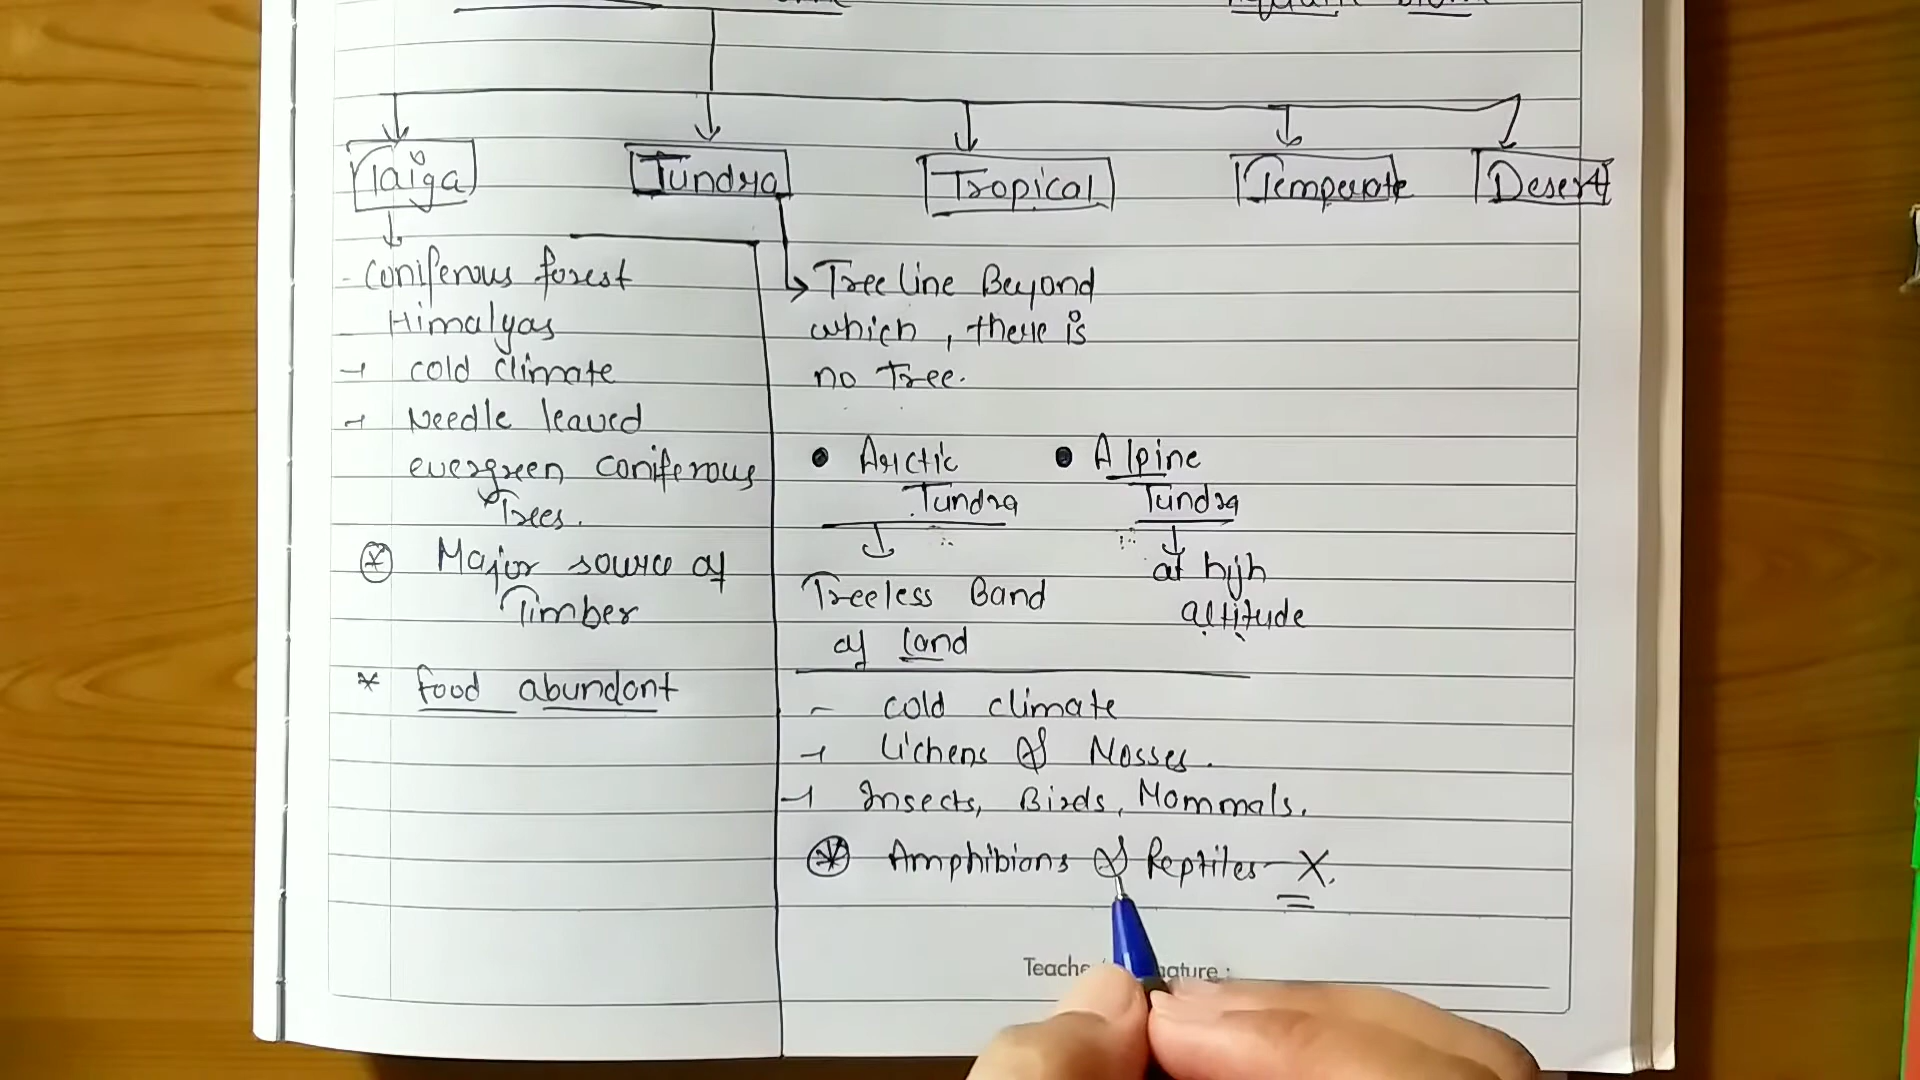 Taiga Tundra Tropical Temperate Desert
- Coniferous forest
Himalyas
- cold climate
- Needle leaved
evergreen coniferous
Trees.
* Major source of
Timber
* food abundant
Tree line Beyond
which, there is
no Tree.
• Arctic
Tundra
• Alpine
Tundra
Treeless Band
of land
at high
altitude
- cold climate
- Lichens & Mosses.
- Insects, Birds, Mammals.
* Amphibians & Reptiles - X.